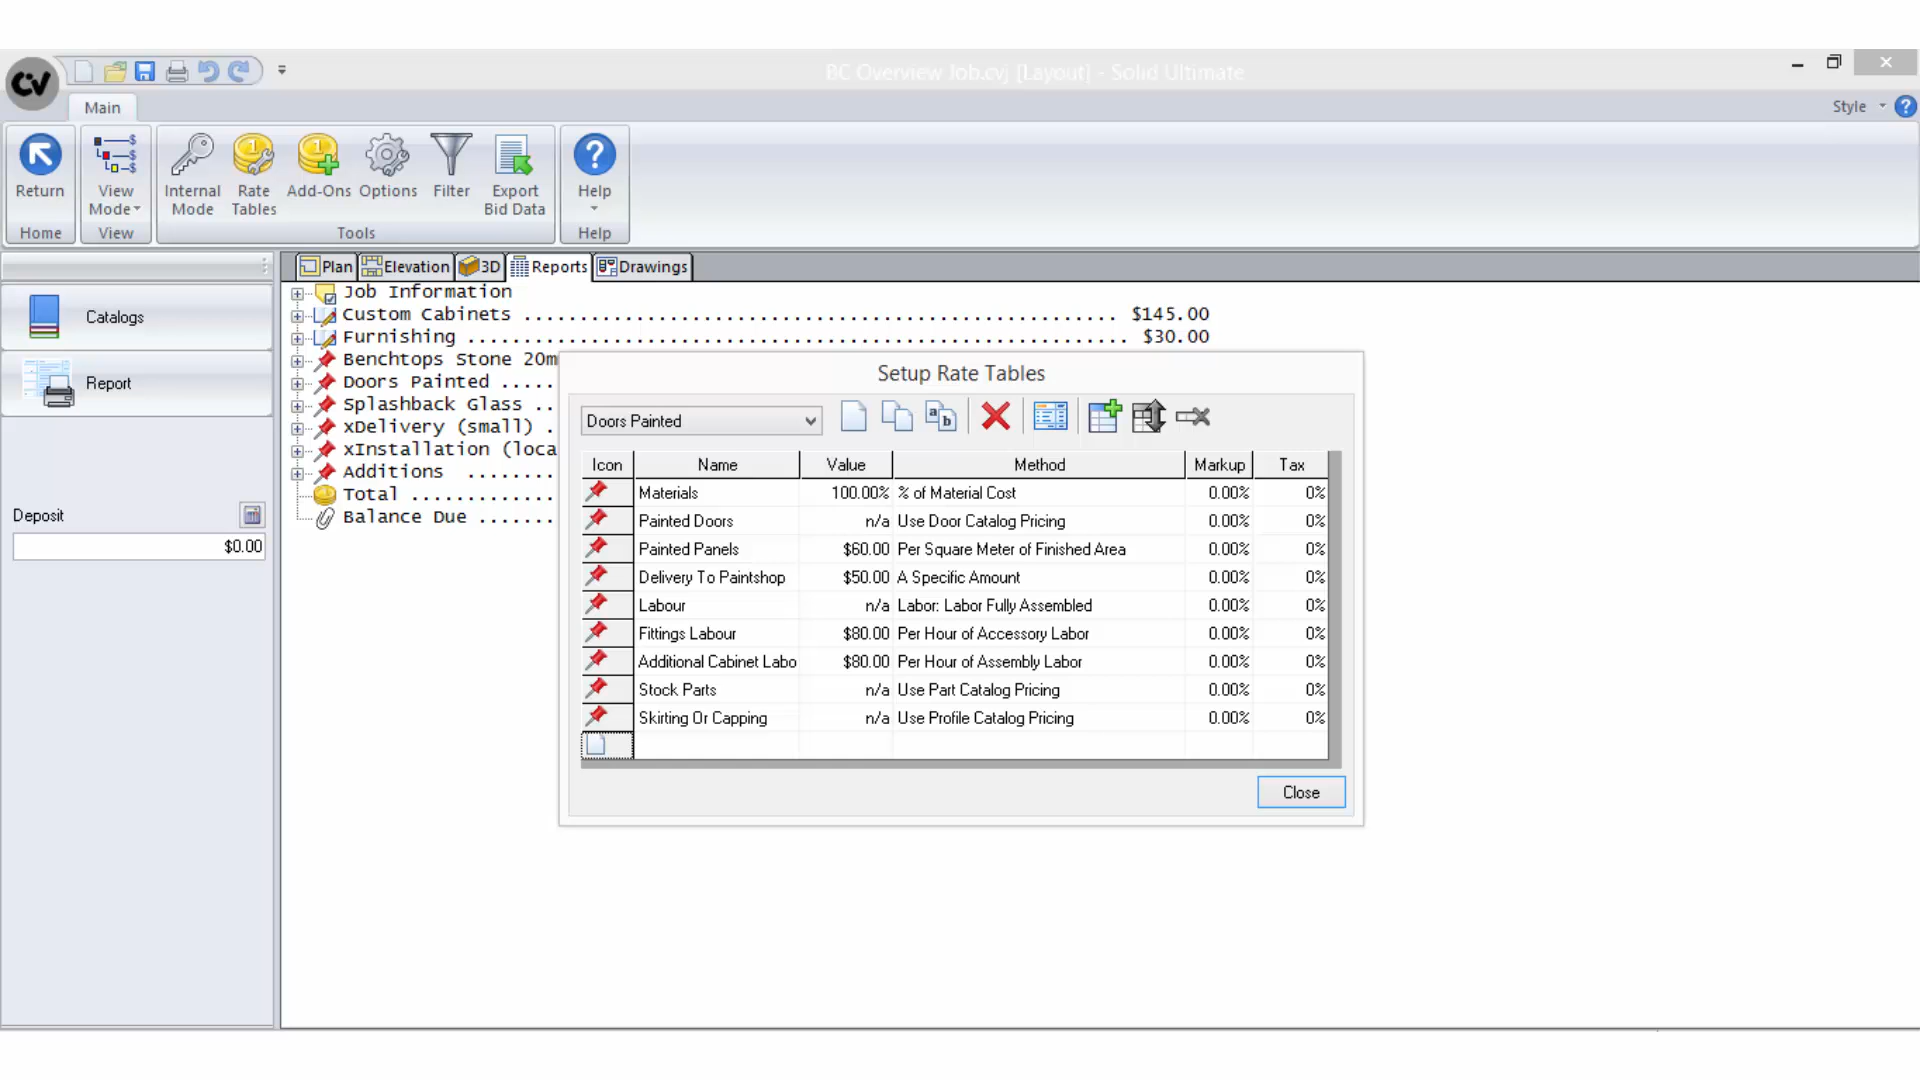 CV
BC Overview Job.cvj [Layout] - Solid Ultimate
Main
Style
Return
View Mode
Internal Mode
Rate Tables
Add-Ons
Options
Filter
Export Bid Data
Help
Home
View
Tools
Help
Plan
Elevation
3D
Reports
Drawings
Catalogs
Report
Deposit
$0.00
Job Information
Custom Cabinets ..................................................... $145.00
Furnishing ........................................................... $30.00
Benchtops Stone 20m
Doors Painted .....
Splashback Glass ..
xDelivery (small) .
xInstallation (loca
Additions ........
Total .............
Balance Due .......
Setup Rate Tables
Doors Painted
Icon Name Value Method Markup Tax
Materials 100.00% % of Material Cost 0.00% 0%
Painted Doors n/a Use Door Catalog Pricing 0.00% 0%
Painted Panels $60.00 Per Square Meter of Finished Area 0.00% 0%
Delivery To Paintshop $50.00 A Specific Amount 0.00% 0%
Labour n/a Labor: Labor Fully Assembled 0.00% 0%
Fittings Labour $80.00 Per Hour of Accessory Labor 0.00% 0%
Additional Cabinet Labo $80.00 Per Hour of Assembly Labor 0.00% 0%
Stock Parts n/a Use Part Catalog Pricing 0.00% 0%
Skirting Or Capping n/a Use Profile Catalog Pricing 0.00% 0%
Close